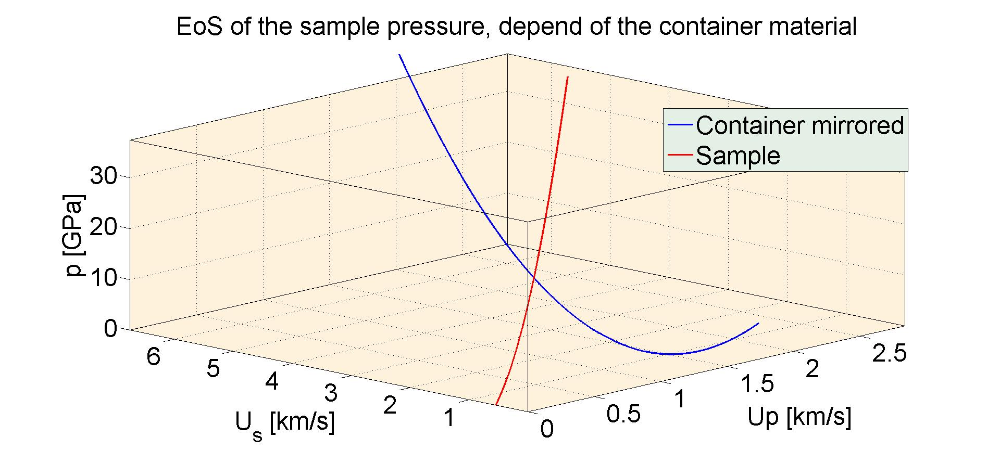 EoS of the sample pressure, depend of the container material
Container mirrored
Sample
p [GPa]
30
20
10
0
6
5
4
3
2
1
U_s [km/s]
0
0.5
1
1.5
2
2.5
Up [km/s]